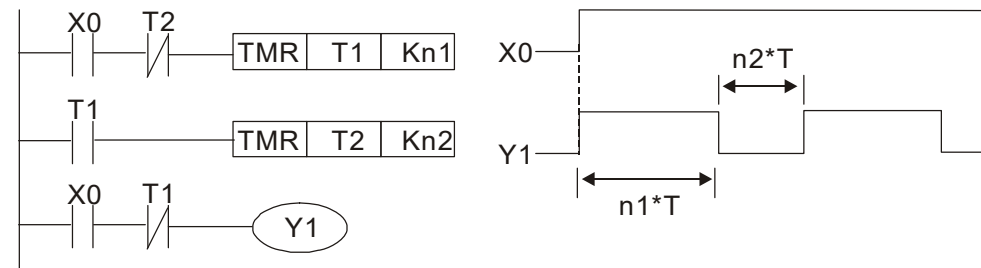 X0 T2
TMR T1 Kn1
T1
TMR T2 Kn2
X0 T1
Y1
X0
n2*T
Y1
n1*T